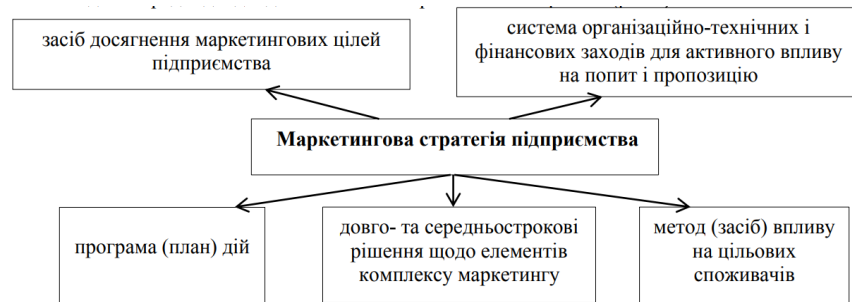 засіб досягнення маркетингових цілей
підприємства
система організаційно-технічних і
фінансових заходів для активного впливу
на попит і пропозицію
Маркетингова стратегія підприємства
програма (план) дій
довго- та середньострокові
рішення щодо елементів
комплексу маркетингу
метод (засіб) впливу
на цільових
споживачів